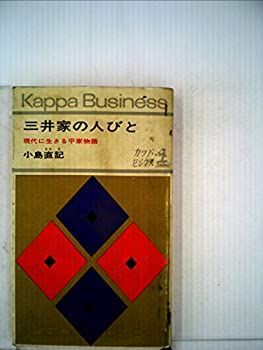 Kappa Business
三井家の人びと
現代に生きる平家物語
小島直記
カッパ・
ビジネス